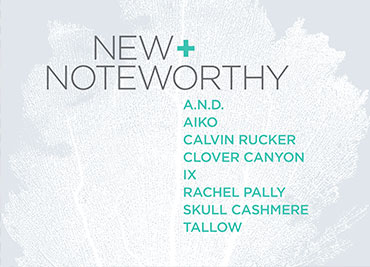 NEW +
NOTEWORTHY
A.N.D.
AIKO
CALVIN RUCKER
CLOVER CANYON
IX
RACHEL PALLY
SKULL CASHMERE
TALLOW